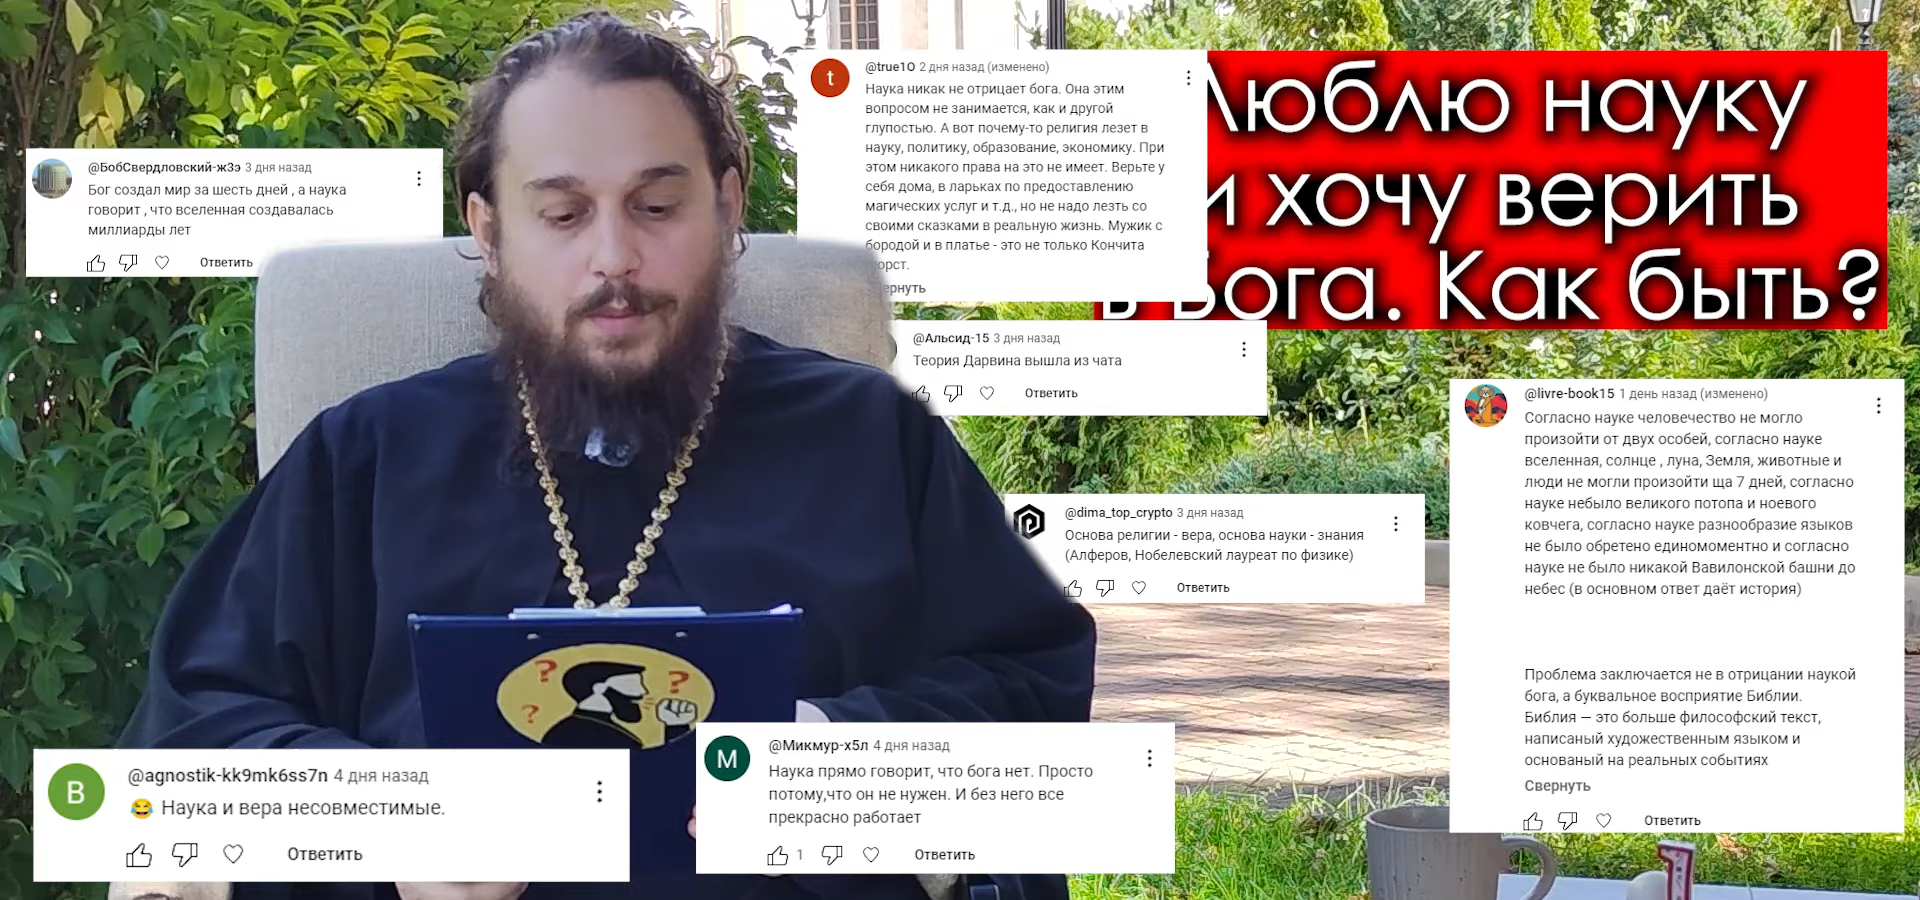 @БобСвердловский-ж3э 3 дня назад
Бог создал мир за шесть дней , а наука
говорит , что вселенная создавалась
миллиарды лет
Ответить
t
@true1O 2 дня назад (изменено)
Наука никак не отрицает бога. Она этим
вопросом не занимается, как и другой
глупостью. А вот почему-то религия лезет в
науку, политику, образование, экономику. При
этом никакого права на это не имеет. Верьте у
себя дома, в ларьках по предоставлению
магических услуг и т.д., но не надо лезть со
своими сказками в реальную жизнь. Мужик с
бородой и в платье - это не только Кончита
орст.
ернуть
Люблю науку
и хочу верить
в Бога. Как быть?
@Альсид-15 3 дня назад
Теория Дарвина вышла из чата
Ответить
@livre-book15 1 день назад (изменено)
Согласно науке человечество не могло
произойти от двух особей, согласно науке
вселенная, солнце , луна, Земля, животные и
люди не могли произойти ща 7 дней, согласно
науке небыло великого потопа и ноевого
ковчега, согласно науке разнообразие языков
не было обретено единомоментно и согласно
науке не было никакой Вавилонской башни до
небес (в основном ответ даёт история)
Проблема заключается не в отрицании наукой
бога, а буквальное восприятие Библии.
Библия — это больше философский текст,
написаный художественным языком и
основаный на реальных событиях
Свернуть
Ответить
@dima_top_crypto 3 дня назад
Основа религии - вера, основа науки - знания
(Алферов, Нобелевский лауреат по физике)
Ответить
? ?
?
B
@agnostik-kk9mk6ss7n 4 дня назад
😂 Наука и вера несовместимые.
Ответить
М
@Микмур-х5л 4 дня назад
Наука прямо говорит, что бога нет. Просто
потому,что он не нужен. И без него все
прекрасно работает
1 Ответить
1